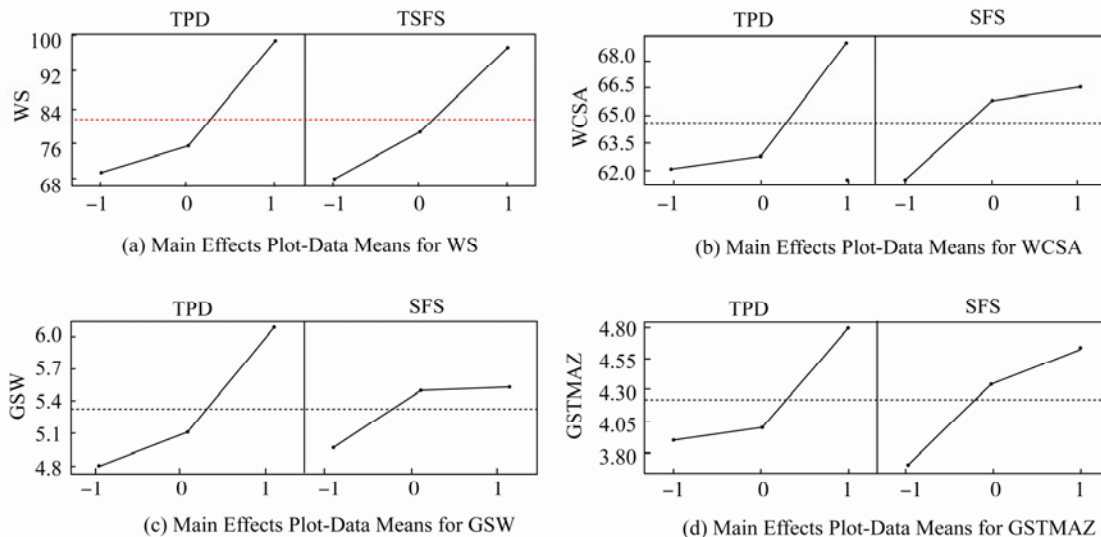 TPD TSFS
WS
100
92
84
76
68
−1 0 1 −1 0 1
(a) Main Effects Plot-Data Means for WS
TPD SFS
WCSA
68.0
66.5
65.0
63.5
62.0
−1 0 1 −1 0 1
(b) Main Effects Plot-Data Means for WCSA
TPD SFS
GSW
6.0
5.7
5.4
5.1
4.8
−1 0 1 −1 0 1
(c) Main Effects Plot-Data Means for GSW
TPD SFS
GSTMAZ
4.80
4.55
4.30
4.05
3.80
−1 0 1 −1 0 1
(d) Main Effects Plot-Data Means for GSTMAZ